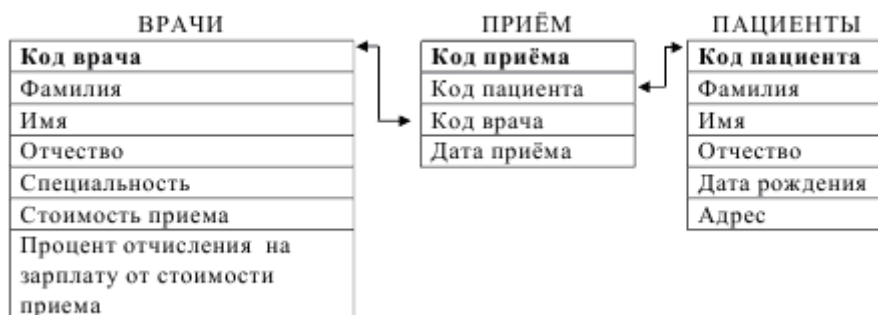 ВРАЧИ
Код врача
Фамилия
Имя
Отчество
Специальность
Стоимость приема
Процент отчисления на
зарплату от стоимости
приема
ПРИЁМ
Код приёма
Код пациента
Код врача
Дата приёма
ПАЦИЕНТЫ
Код пациента
Фамилия
Имя
Отчество
Дата рождения
Адрес